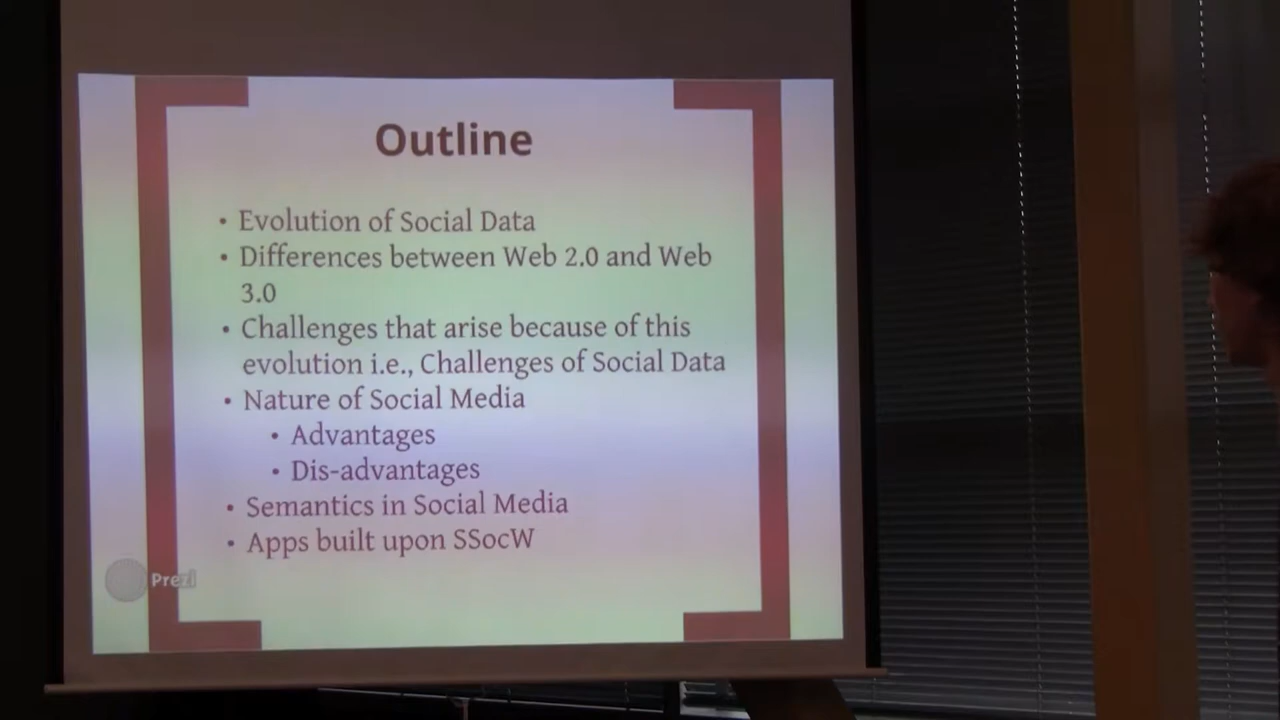 Outline
• Evolution of Social Data
• Differences between Web 2.0 and Web
3.0
• Challenges that arise because of this
evolution i.e., Challenges of Social Data
• Nature of Social Media
• Advantages
• Dis-advantages
• Semantics in Social Media
• Apps built upon SSocW
Prezi